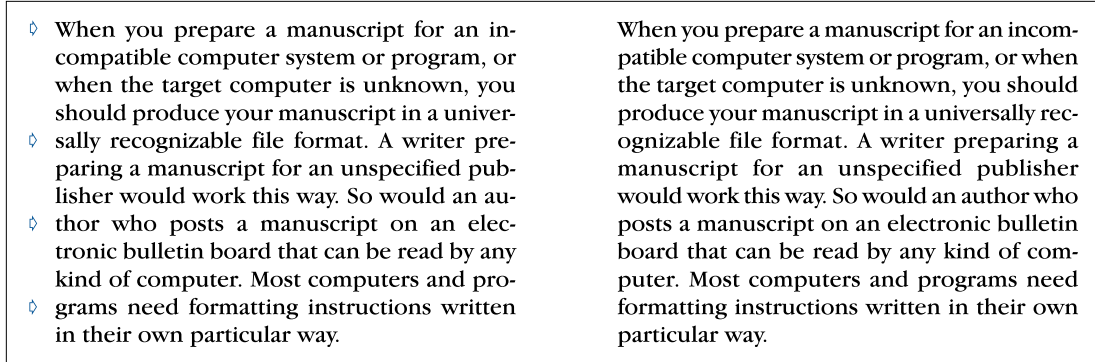 When you prepare a manuscript for an in-
compatible computer system or program, or
when the target computer is unknown, you
should produce your manuscript in a univer-
sally recognizable file format. A writer pre-
paring a manuscript for an unspecified pub-
lisher would work this way. So would an au-
thor who posts a manuscript on an elec-
tronic bulletin board that can be read by any
kind of computer. Most computers and pro-
grams need formatting instructions written
in their own particular way.
When you prepare a manuscript for an incom-
patible computer system or program, or when
the target computer is unknown, you should
produce your manuscript in a universally rec-
ognizable file format. A writer preparing a
manuscript for an unspecified publisher
would work this way. So would an author who
posts a manuscript on an electronic bulletin
board that can be read by any kind of com-
puter. Most computers and programs need
formatting instructions written in their own
particular way.